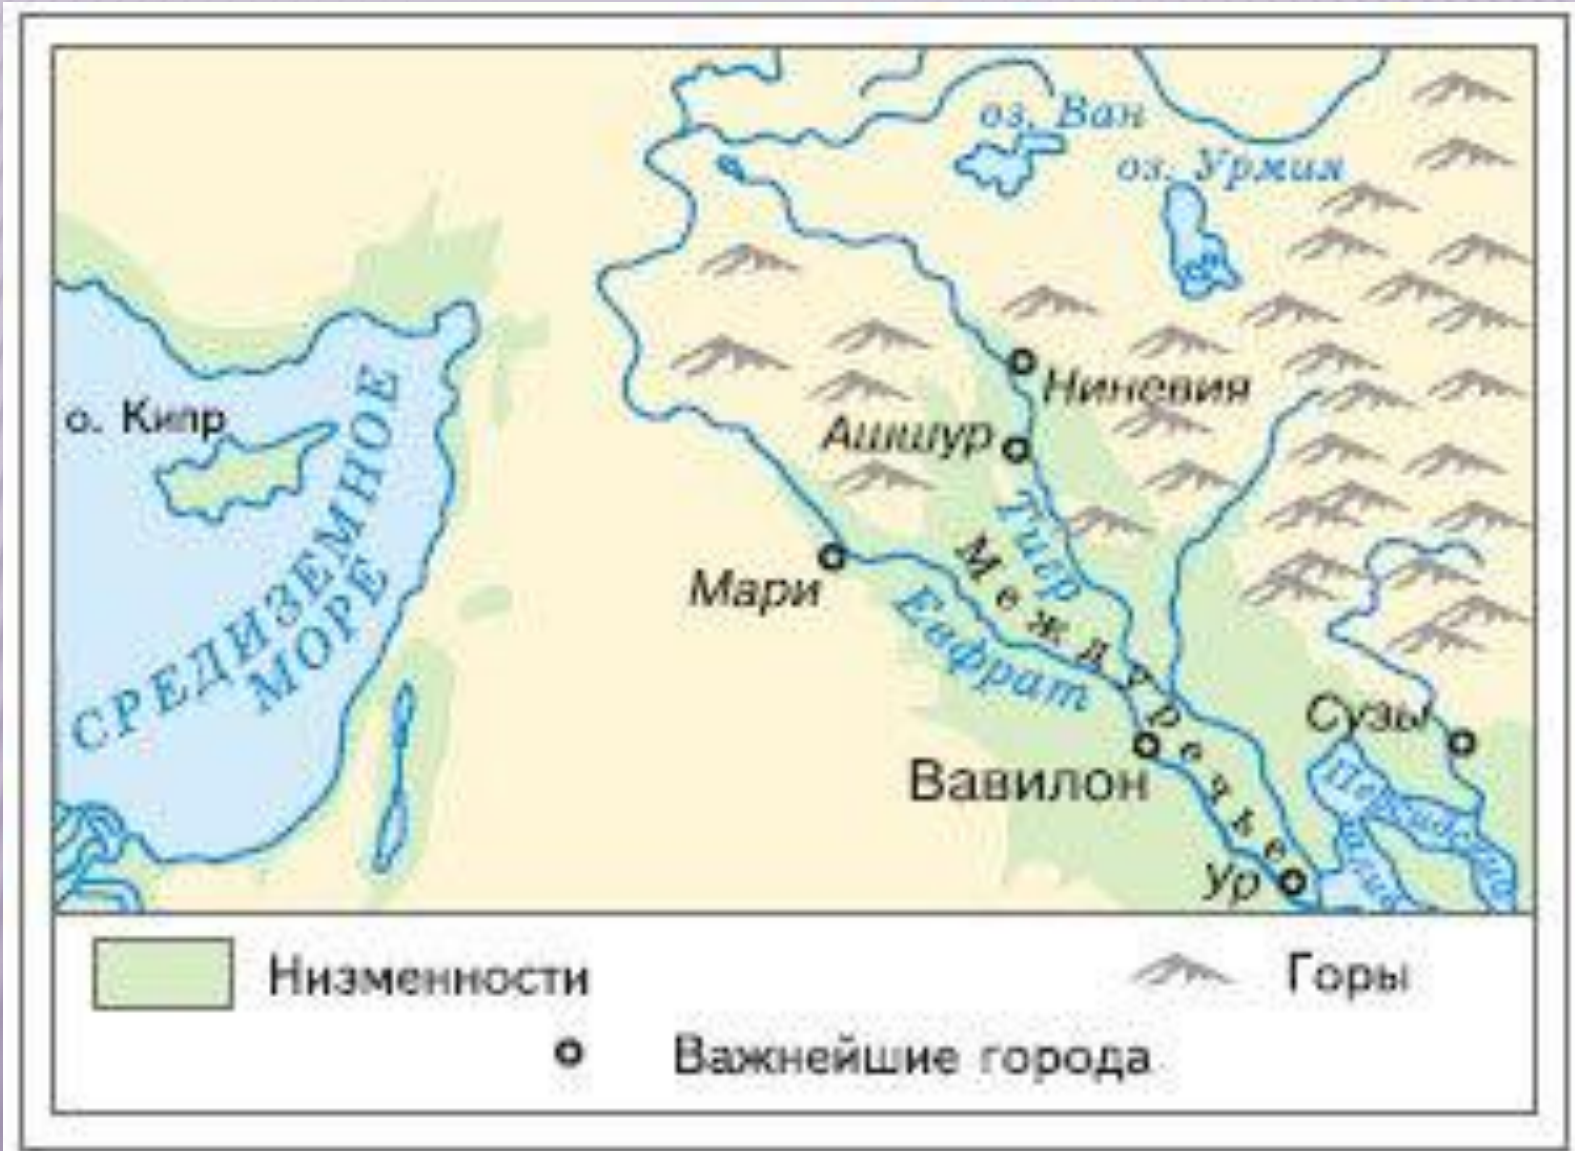 оз. Ван
оз. Урмия
о. Кипр
СРЕДИЗЕМНОЕ
МОРЕ
Ниневия
Ашшур
Тигр
Междуречье
Мари
Евфрат
Сузы
Вавилон
Персидский
Ур
Низменности
Горы
Важнейшие города